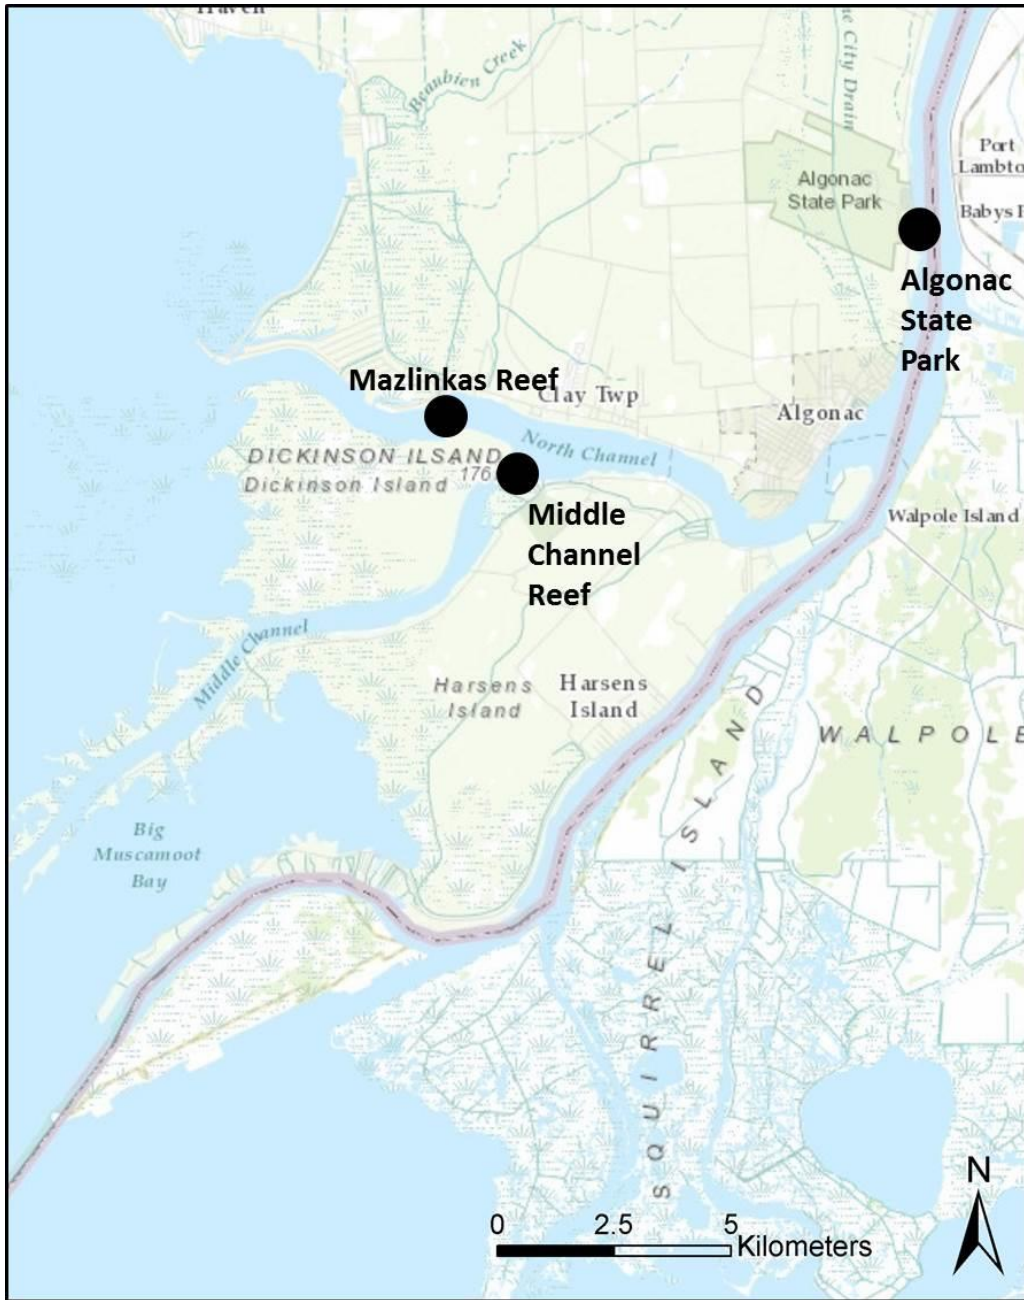 Haven
Beaubien Creek
ne City Drain
Port
Lambto
Algonac
State Park
Babys P
Algonac
State
Park
Mazlinkas Reef
Clay Twp
Algonac
North Channel
DICKINSON ILSAND
Dickinson Island
176
Middle
Channel
Reef
Walpole Island
Middle Channel
Harsens
Island
Harsens
Island
WALPOLE
SQUIRREL ISLAND
Big
Muscamoot
Bay
N
0 2.5 5
Kilometers